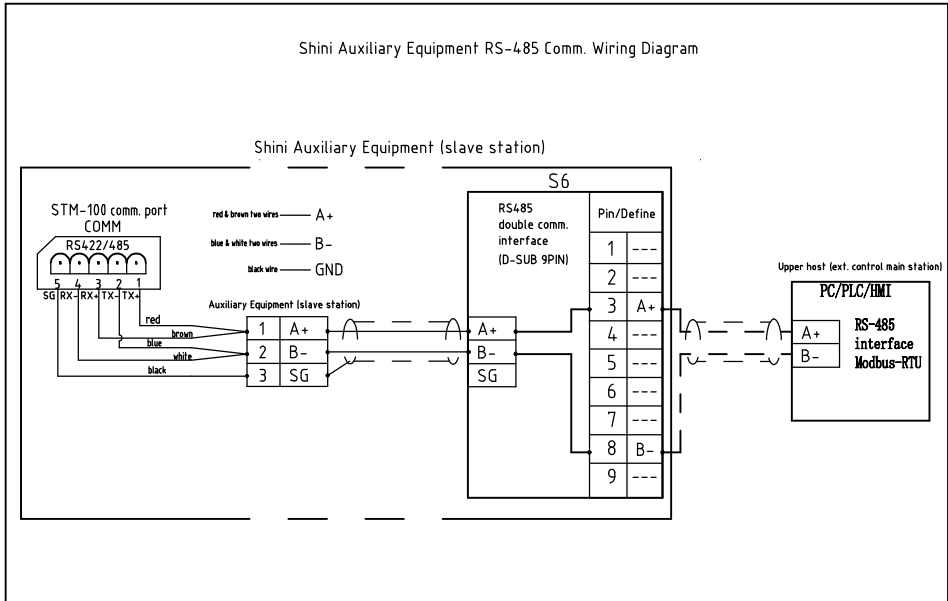 Shini Auxiliary Equipment RS-485 Comm. Wiring Diagram
Shini Auxiliary Equipment (slave station)
STM-100 comm. port
COMM
RS422/485
5 4 3 2 1
SG RX- RX+ TX- TX+
red & brown two wires A+
blue & white two wires B-
black wire GND
Auxiliary Equipment (slave station)
red
brown
blue
white
black
1 A+
2 B-
3 SG
S6
RS485
double comm.
interface
(D-SUB 9PIN)
A+
B-
SG
Pin/Define
1 ---
2 ---
3 A+
4 ---
5 ---
6 ---
7 ---
8 B-
9 ---
Upper host (ext. control main station)
PC/PLC/HMI
A+
B-
RS-485
interface
Modbus-RTU